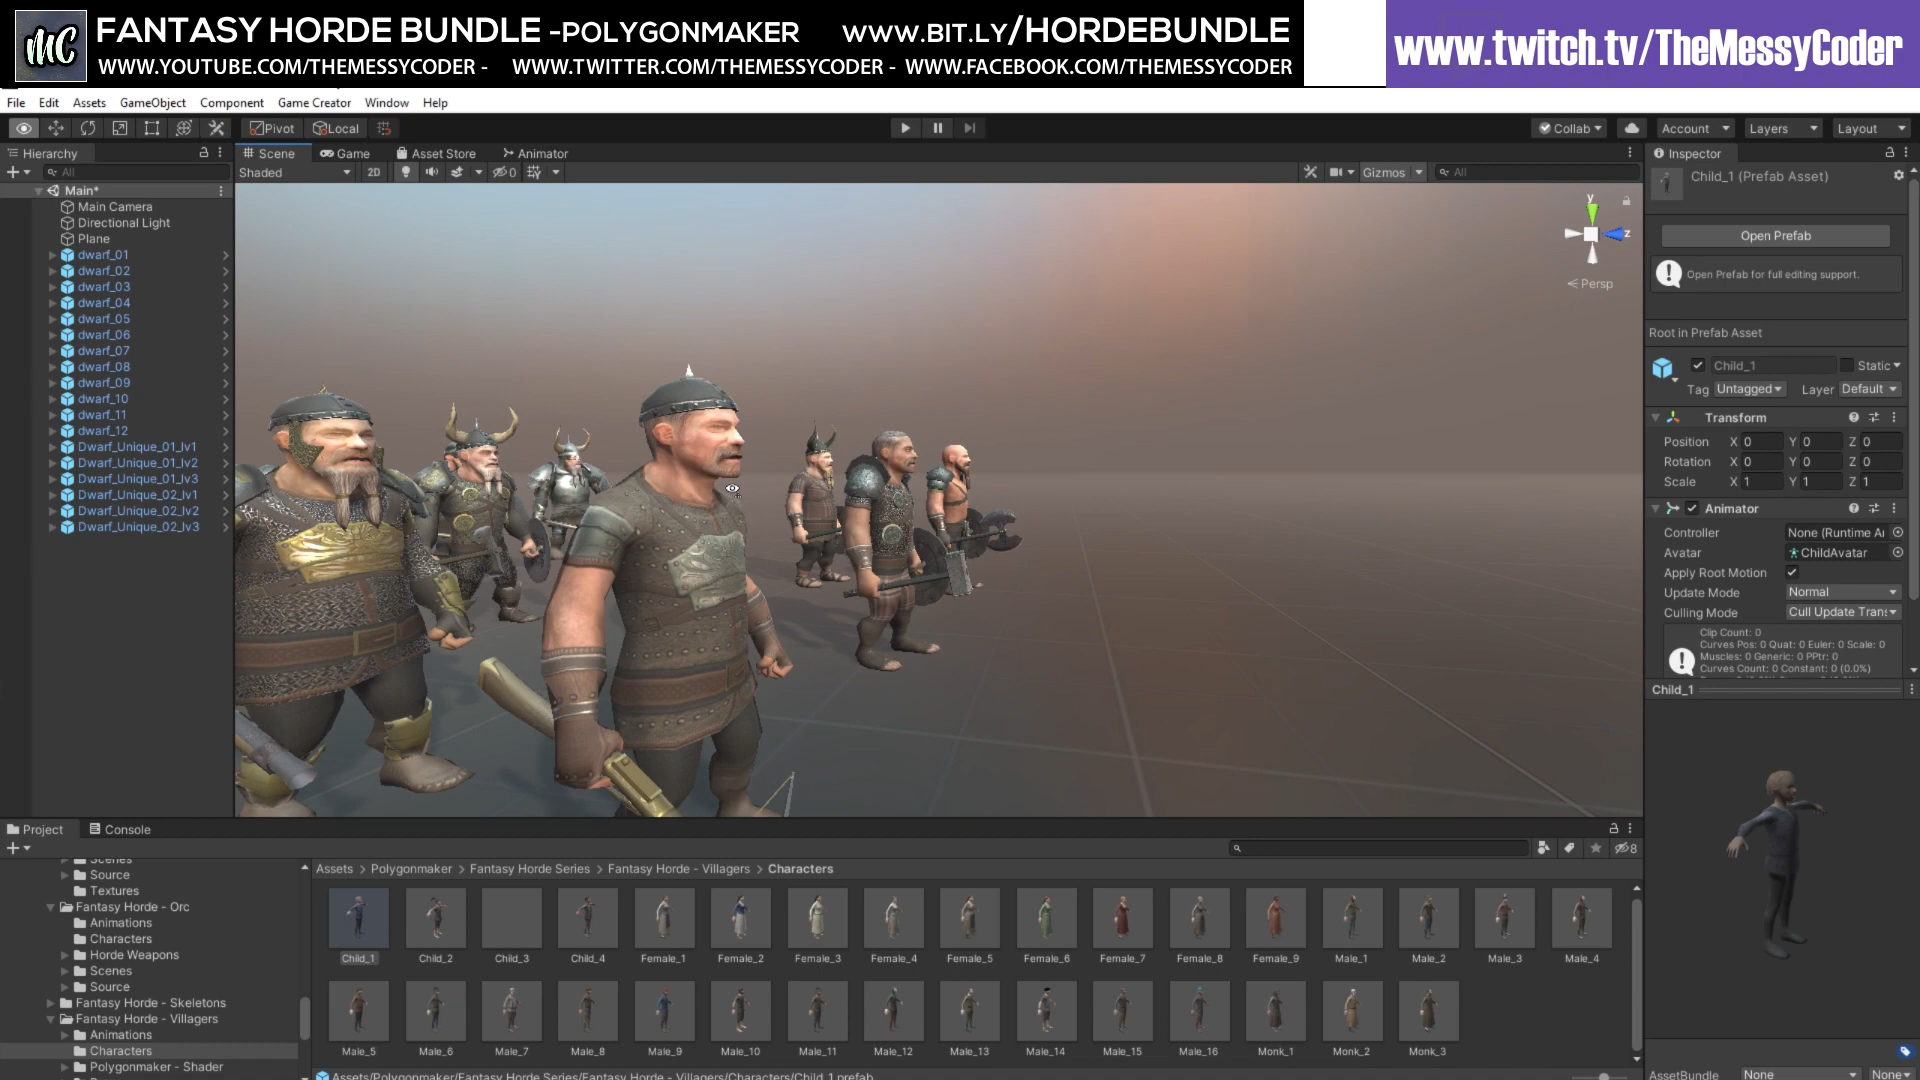 MC
FANTASY HORDE BUNDLE -POLYGONMAKER
WWW.BIT.LY/HORDEBUNDLE
WWW.YOUTUBE.COM/THEMESSYCODER - WWW.TWITTER.COM/THEMESSYCODER - WWW.FACEBOOK.COM/THEMESSYCODER
www.twitch.tv/TheMessyCoder
File Edit Assets GameObject Component Game Creator Window Help
Pivot Local
Collab Account Layers Layout
Hierarchy
All
Main*
Main Camera
Directional Light
Plane
dwarf_01
dwarf_02
dwarf_03
dwarf_04
dwarf_05
dwarf_06
dwarf_07
dwarf_08
dwarf_09
dwarf_10
dwarf_11
dwarf_12
Dwarf_Unique_01_lv1
Dwarf_Unique_01_lv2
Dwarf_Unique_01_lv3
Dwarf_Unique_02_lv1
Dwarf_Unique_02_lv2
Dwarf_Unique_02_lv3
Scene Game Asset Store Animator
Shaded 2D 0 Gizmos All
y
z
Persp
Inspector
Child_1 (Prefab Asset)
Open Prefab
Open Prefab for full editing support.
Root in Prefab Asset
Child_1 Static
Tag Untagged Layer Default
Transform
Position X 0 Y 0 Z 0
Rotation X 0 Y 0 Z 0
Scale X 1 Y 1 Z 1
Animator
Controller None (Runtime Ai
Avatar ChildAvatar
Apply Root Motion
Update Mode Normal
Culling Mode Cull Update Trans
Clip Count: 0
Curves Pos: 0 Quat: 0 Euler: 0 Scale: 0
Muscles: 0 Generic: 0 PPtr: 0
Curves Count: 0 Constant: 0 (0.0%)
Child_1
AssetBundle None None
Project Console
8
Scenes
Source
Textures
Fantasy Horde - Orc
Animations
Characters
Horde Weapons
Scenes
Source
Fantasy Horde - Skeletons
Fantasy Horde - Villagers
Animations
Characters
Polygonmaker - Shader
Assets > Polygonmaker > Fantasy Horde Series > Fantasy Horde - Villagers > Characters
Child_1 Child_2 Child_3 Child_4 Female_1 Female_2 Female_3 Female_4 Female_5 Female_6 Female_7 Female_8 Female_9 Male_1 Male_2 Male_3 Male_4
Male_5 Male_6 Male_7 Male_8 Male_9 Male_10 Male_11 Male_12 Male_13 Male_14 Male_15 Male_16 Monk_1 Monk_2 Monk_3
Assets/Polygonmaker/Fantasy Horde Series/Fantasy Horde - Villagers/Characters/Child_1.prefab